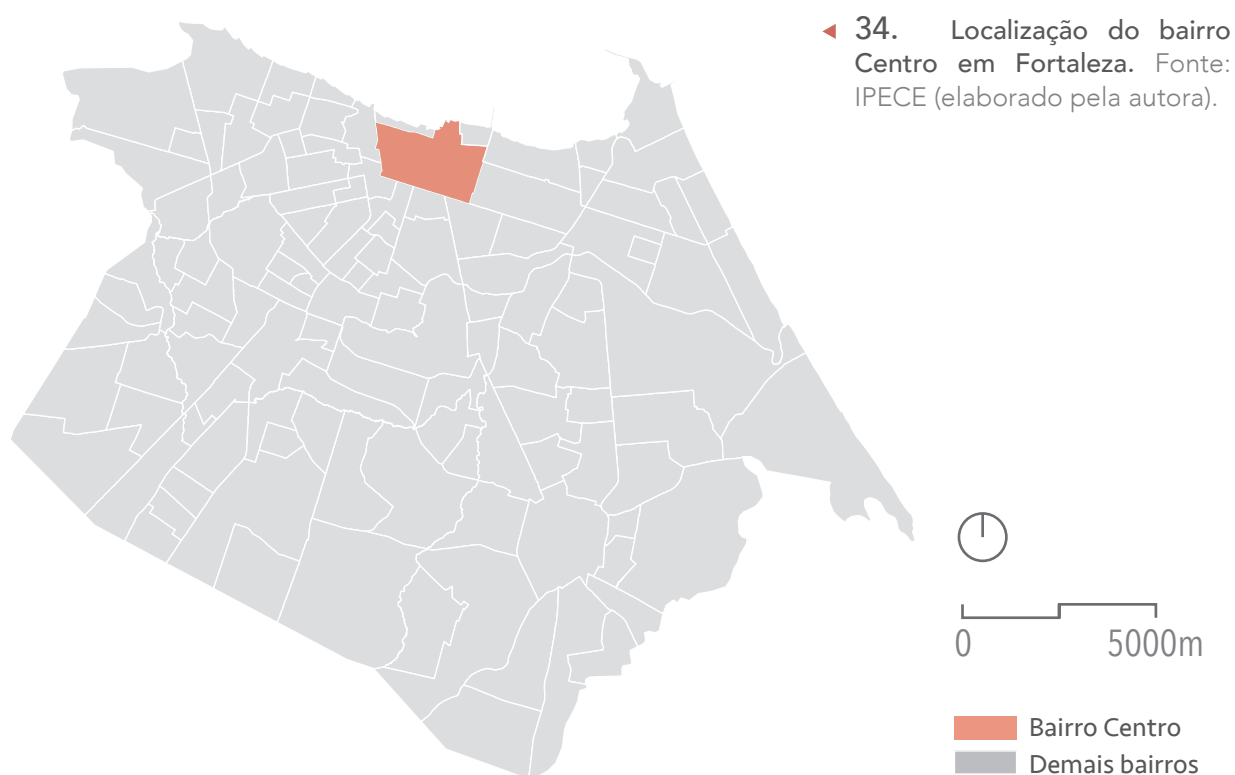 34. Localização do bairro
Centro em Fortaleza. Fonte:
IPECE (elaborado pela autora).
0 5000m
Bairro Centro
Demais bairros